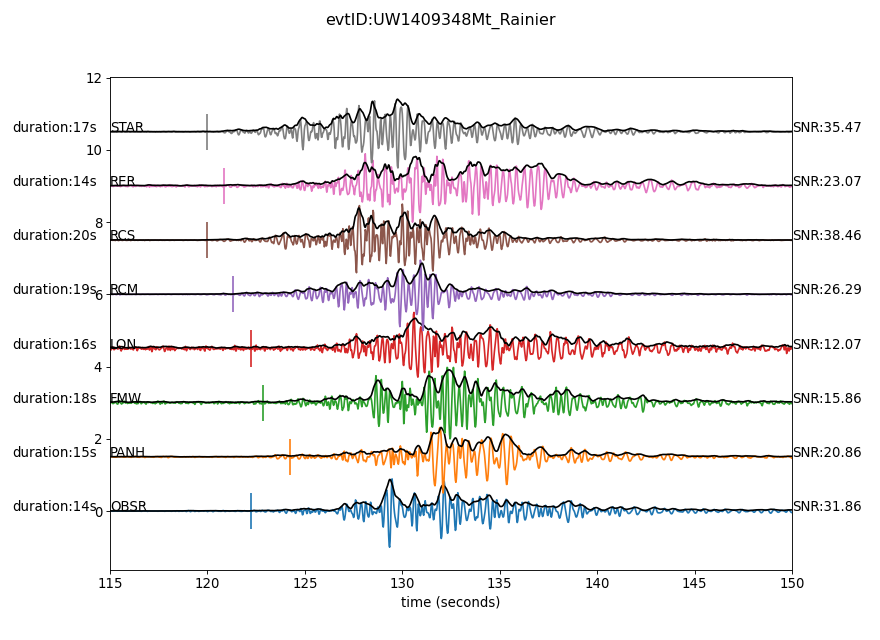 evtID:UW1409348Mt_Rainier
12
duration:17s STAR SNR:35.47
10
duration:14s RER SNR:23.07
8
duration:20s RCS SNR:38.46
duration:19s RCM SNR:26.29
6
duration:16s LON SNR:12.07
4
duration:18s FMW SNR:15.86
2
duration:15s PANH SNR:20.86
duration:14s OBSR SNR:31.86
0
115 120 125 130 135 140 145 150
time (seconds)